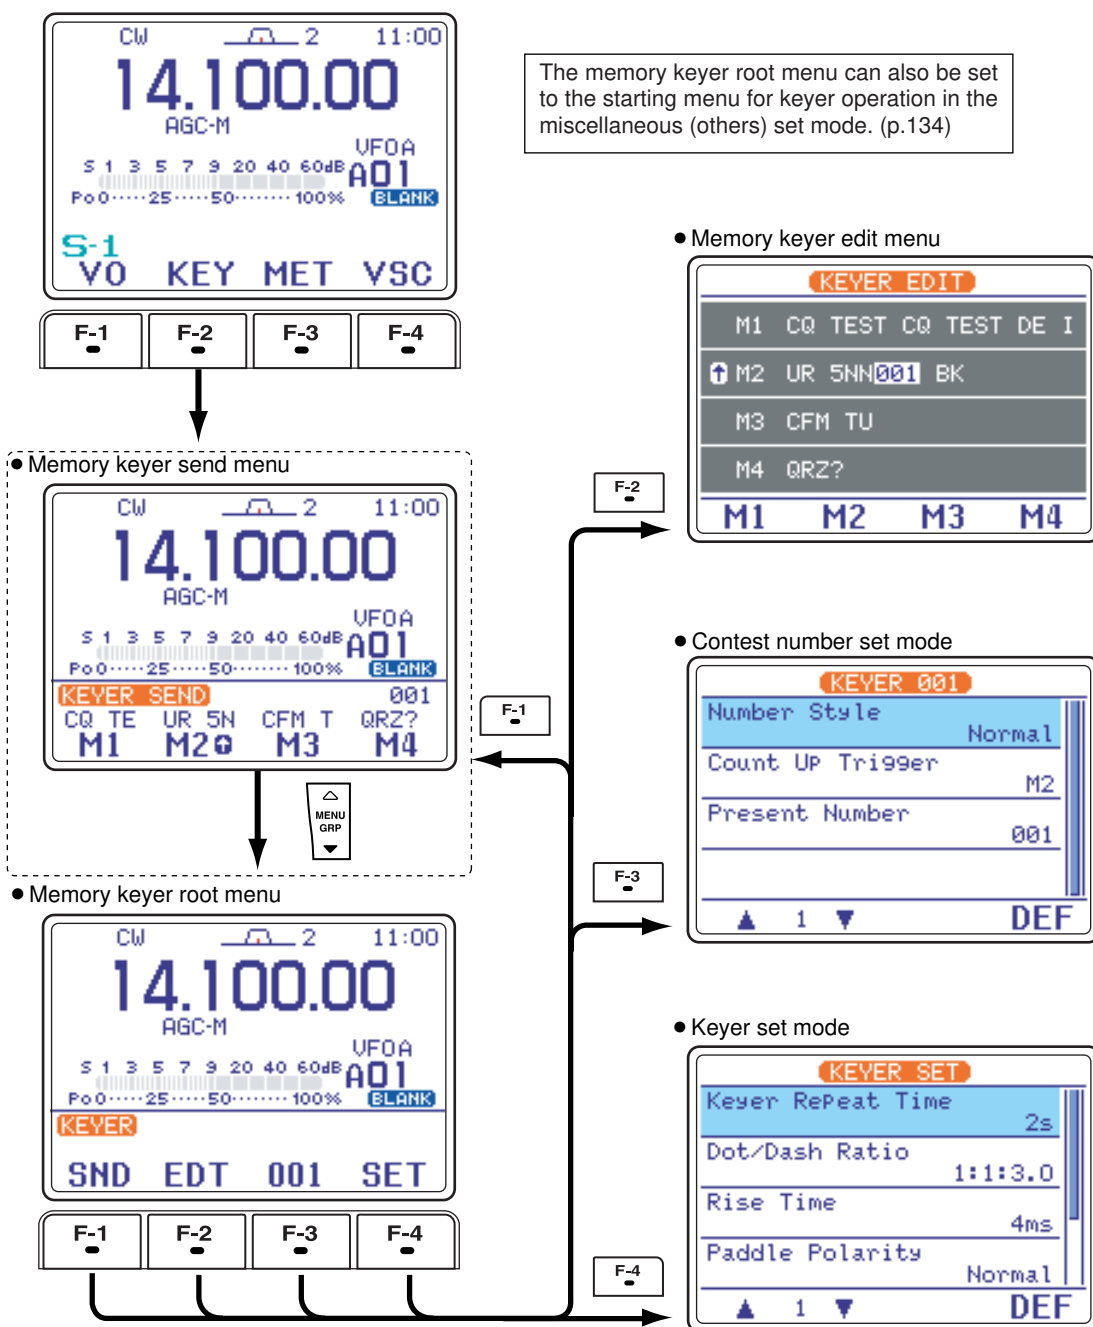 CW 2 11:00
14.100.00
AGC-M
VFOA
S 1 3 5 7 9 20 40 60dB A01
Po0·····25·····50········100% BLANK
S-1
VO KEY MET VSC
F-1 F-2 F-3 F-4
The memory keyer root menu can also be set
to the starting menu for keyer operation in the
miscellaneous (others) set mode. (p.134)
● Memory keyer send menu
CW 2 11:00
14.100.00
AGC-M
VFOA
S 1 3 5 7 9 20 40 60dB A01
Po0·····25·····50········100% BLANK
KEYER SEND 001
CQ TE UR 5N CFM T QRZ?
M1 M2 M3 M4
MENU
GRP
● Memory keyer root menu
CW 2 11:00
14.100.00
AGC-M
VFOA
S 1 3 5 7 9 20 40 60dB A01
Po0·····25·····50········100% BLANK
KEYER
SND EDT 001 SET
F-1 F-2 F-3 F-4
F-1
F-2
● Memory keyer edit menu
KEYER EDIT
M1 CQ TEST CQ TEST DE I
M2 UR 5NN001 BK
M3 CFM TU
M4 QRZ?
M1 M2 M3 M4
F-3
● Contest number set mode
KEYER 001
Number Style
Normal
Count UP Trigger
M2
Present Number
001
▲ 1 ▼ DEF
F-4
● Keyer set mode
KEYER SET
Keyer RePeat Time
2s
Dot/Dash Ratio
1:1:3.0
Rise Time
4ms
Paddle Polarity
Normal
▲ 1 ▼ DEF